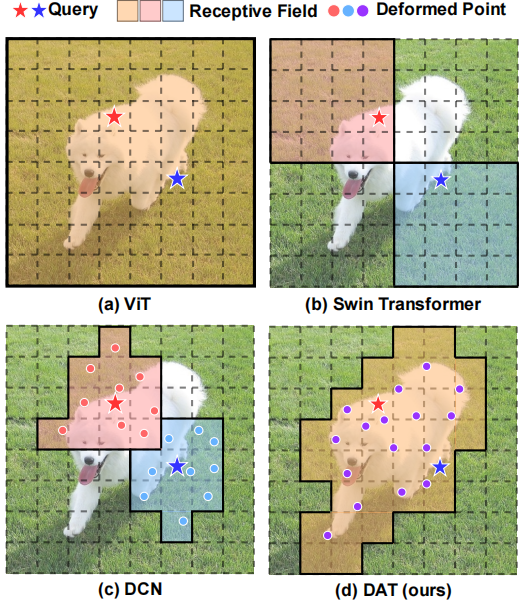 Query Receptive Field Deformed Point
(a) ViT
(b) Swin Transformer
(c) DCN
(d) DAT (ours)